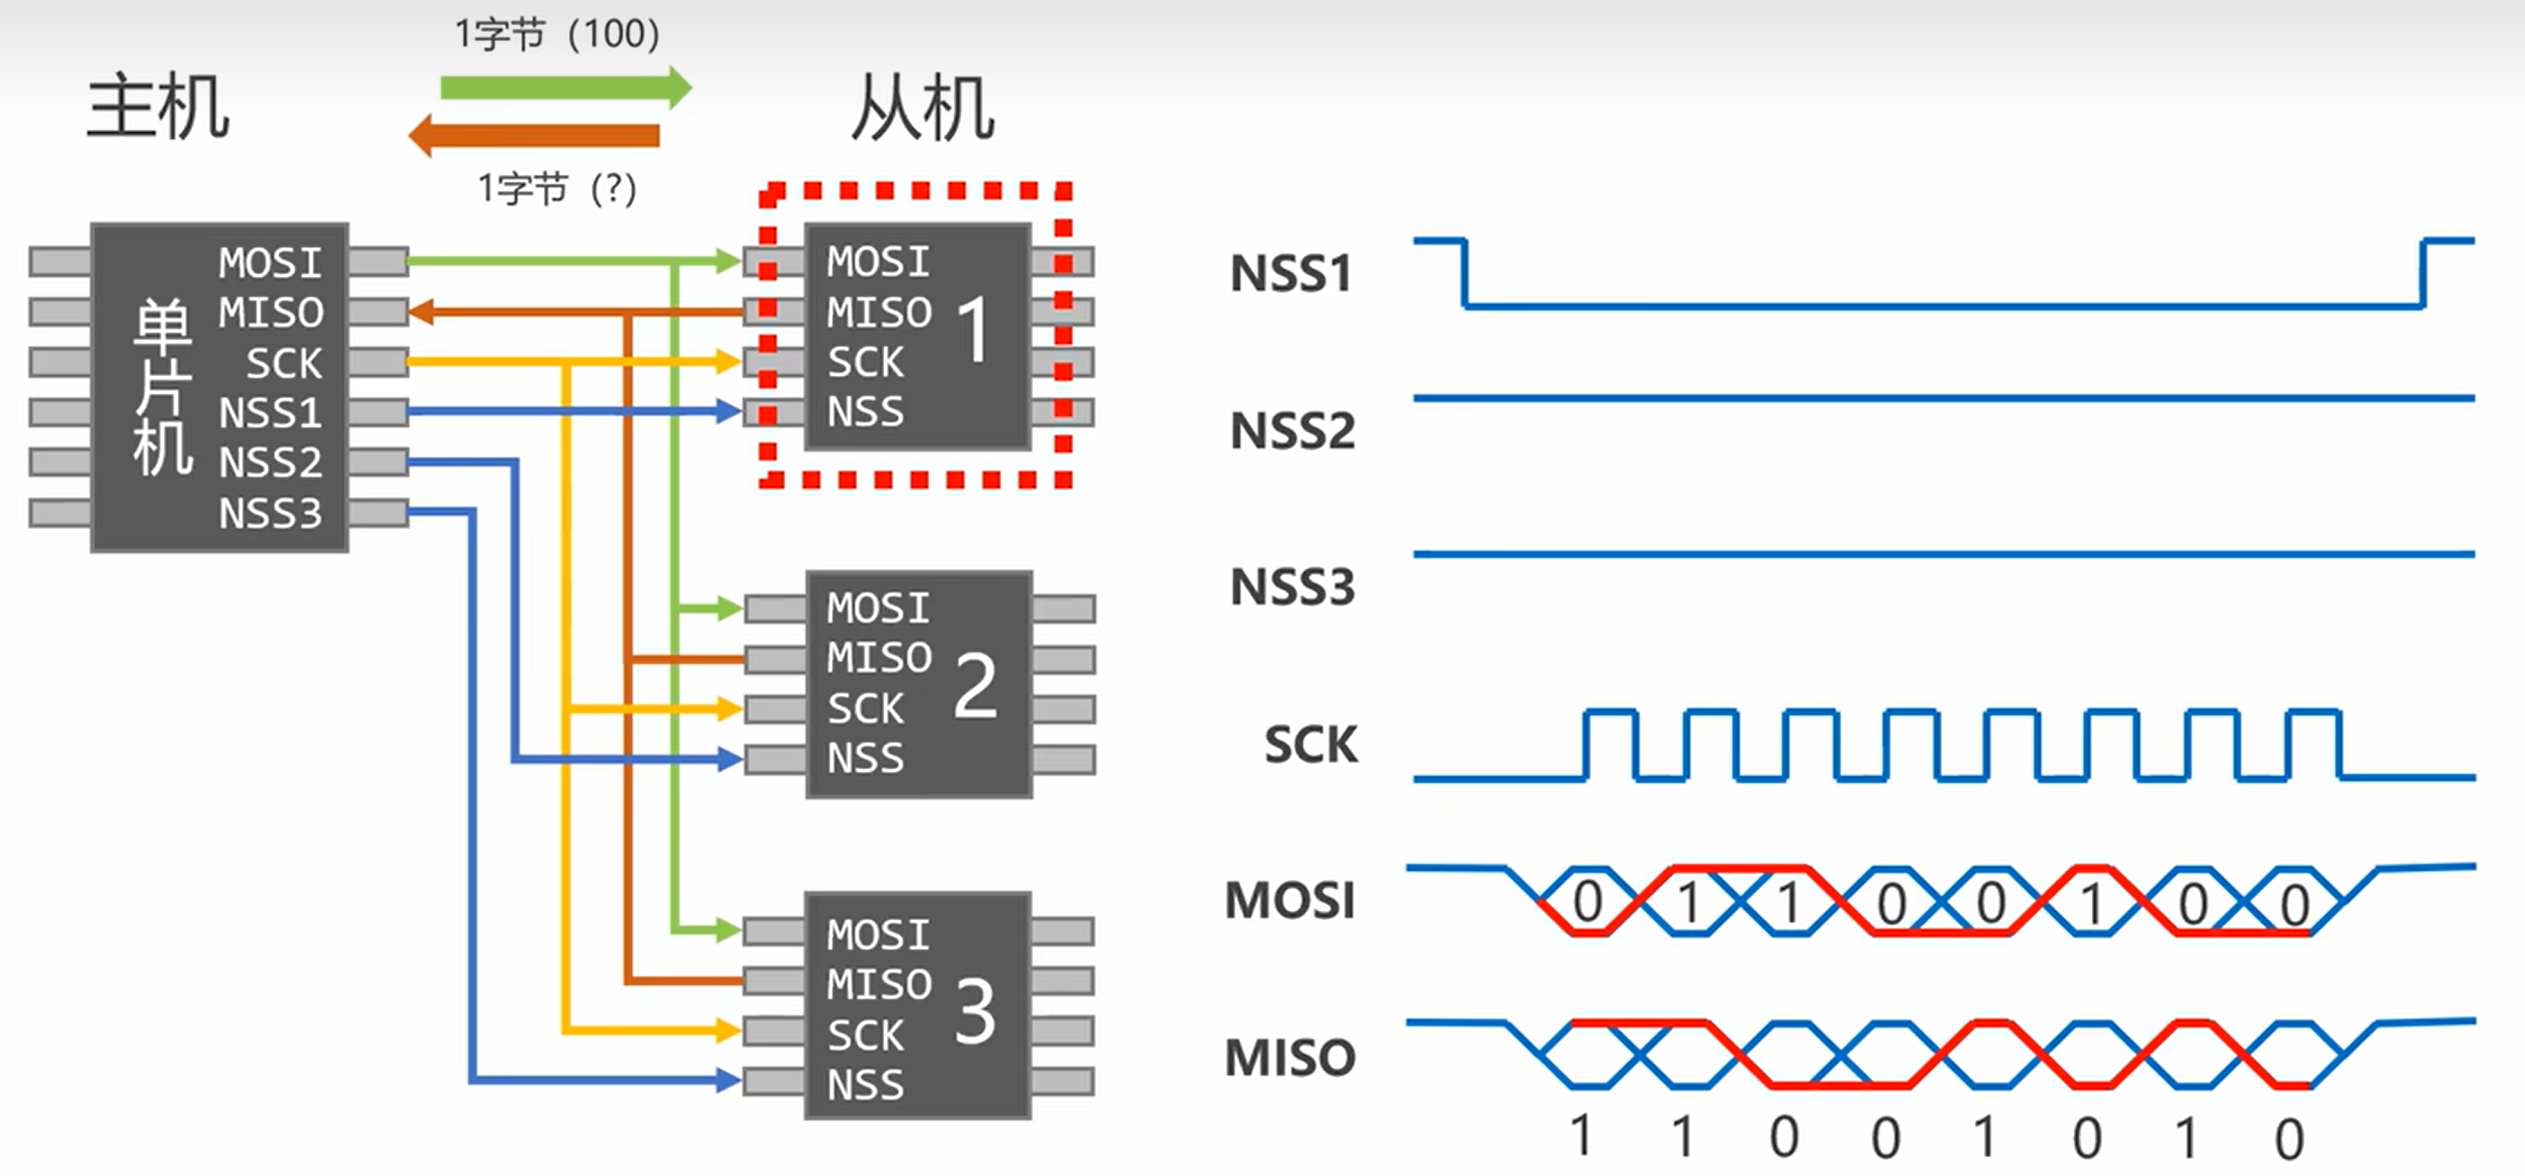 1字节（100）
主机
从机
1字节（?）
单片机
MOSI
MISO
SCK
NSS1
NSS2
NSS3
MOSI
MISO
SCK
NSS
1
MOSI
MISO
SCK
NSS
2
MOSI
MISO
SCK
NSS
3
NSS1
NSS2
NSS3
SCK
MOSI
0 1 1 0 0 1 0 0
MISO
1 1 0 0 1 0 1 0